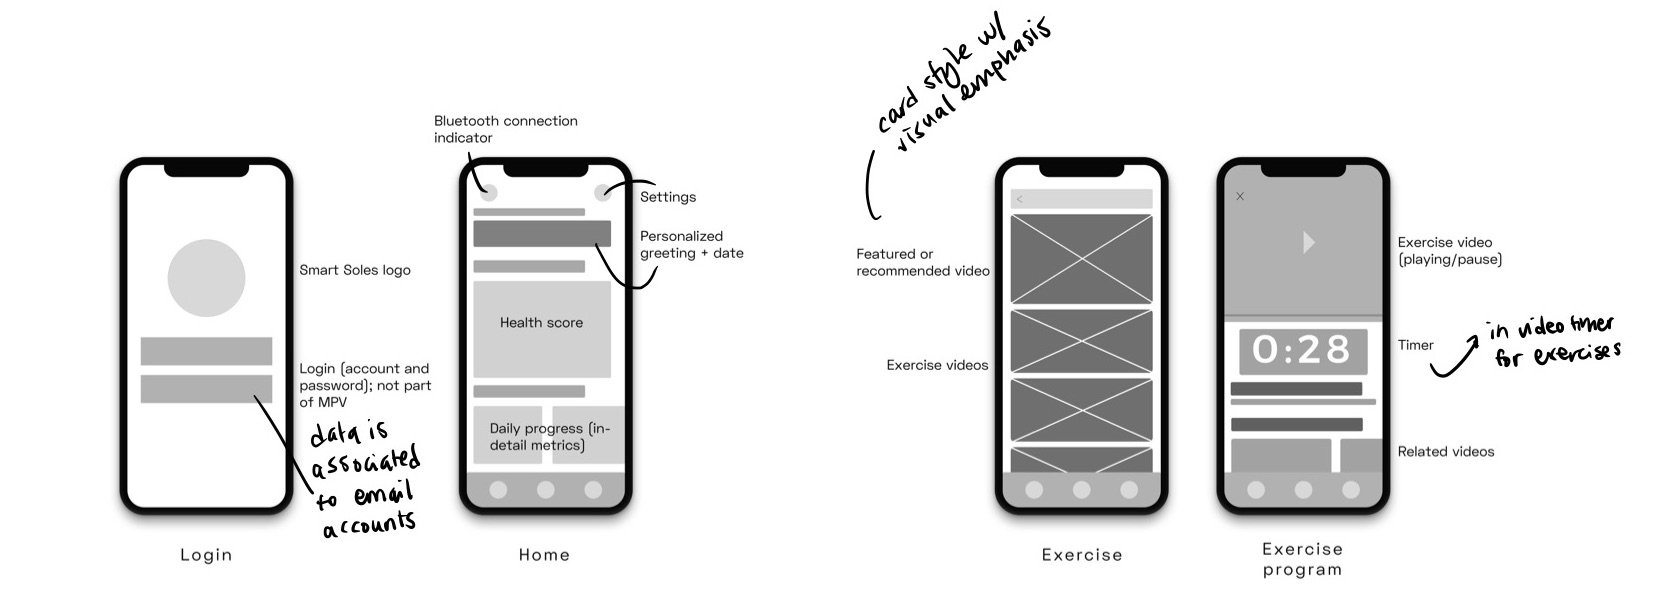 Smart Soles logo
Login (account and
password); not part
of MPV
data is
associated
to email
accounts
Login
Bluetooth connection
indicator
Settings
Personalized
greeting + date
Health score
Daily progress (in-
detail metrics)
Home
card style w/
visual emphasis
Featured or
recommended video
Exercise videos
<
Exercise
X
Exercise video
(playing/pause)
0:28
Timer
in video timer
for exercises
Related videos
Exercise
program